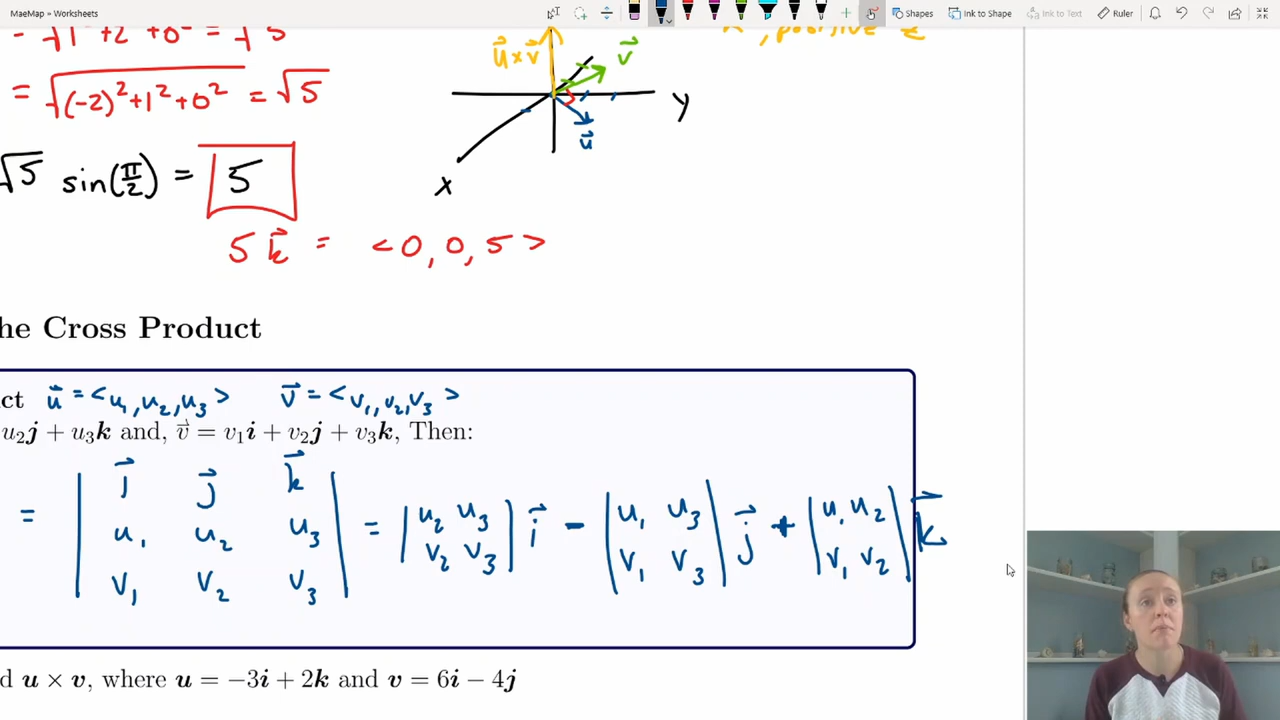 MaeMap » Worksheets
Shapes Ink to Shape Ink to Text Ruler
= √((-2)²+1²+0²) = √5
u⃗×v⃗ v⃗
y
u⃗
x
√5 sin(π/2) = 5
5 k⃗ = <0, 0, 5>
he Cross Product
ct u⃗ = <u₁, u₂, u₃> v⃗ = <v₁, v₂, v₃>
u₂j + u₃k and, v⃗ = v₁i + v₂j + v₃k, Then:
= | i⃗ j⃗ k⃗ | = | u₂ u₃ | i⃗ - | u₁ u₃ | j⃗ + | u₁ u₂ | k⃗
| u₁ u₂ u₃ | | v₂ v₃ | | v₁ v₃ | | v₁ v₂ |
| v₁ v₂ v₃ |
d u × v, where u = −3i + 2k and v = 6i − 4j